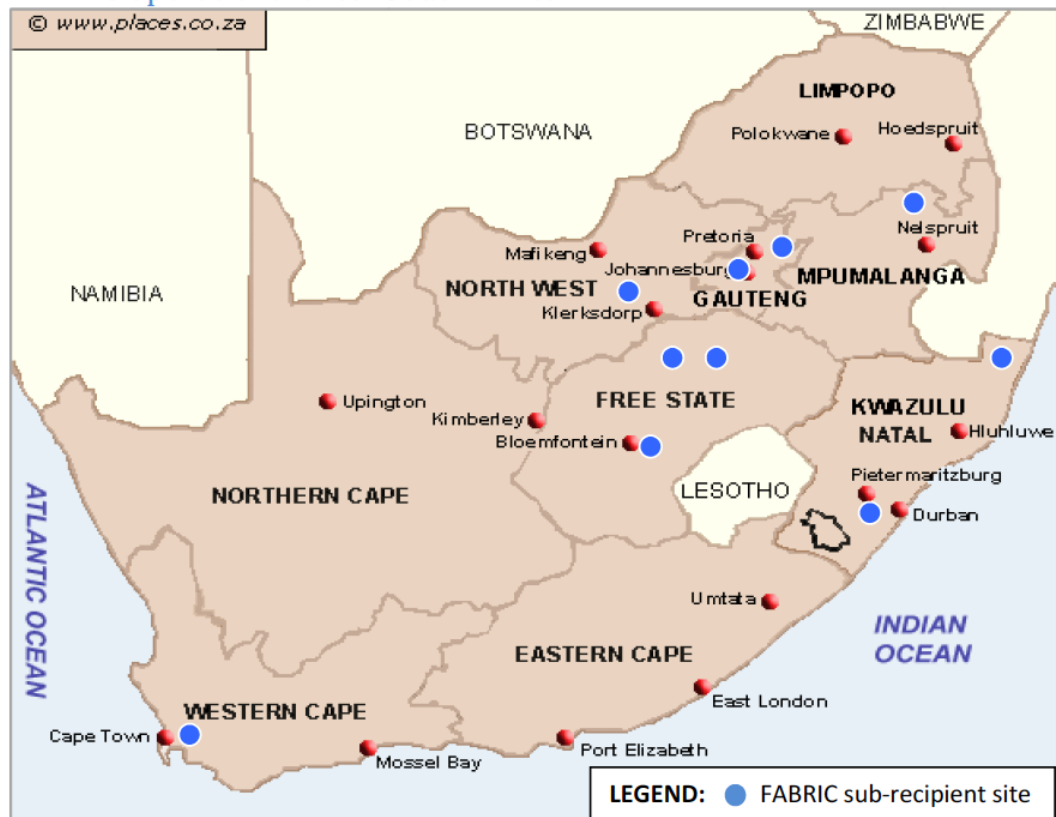 © www.places.co.za
ZIMBABWE
LIMPOPO
BOTSWANA
Polokwane
Hoedspruit
Nelspruit
Pretoria
Mafikeng
Johannesburg
MPUMALANGA
NAMIBIA
NORTH WEST
GAUTENG
Klerksdorp
Upington
FREE STATE
KWAZULU
NATAL
Kimberley
Hluhluwe
Bloemfontein
Pietermaritzburg
LESOTHO
NORTHERN CAPE
Durban
ATLANTIC OCEAN
Umtata
INDIAN
OCEAN
EASTERN CAPE
East London
WESTERN CAPE
Cape Town
Port Elizabeth
Mossel Bay
LEGEND: FABRIC sub-recipient site